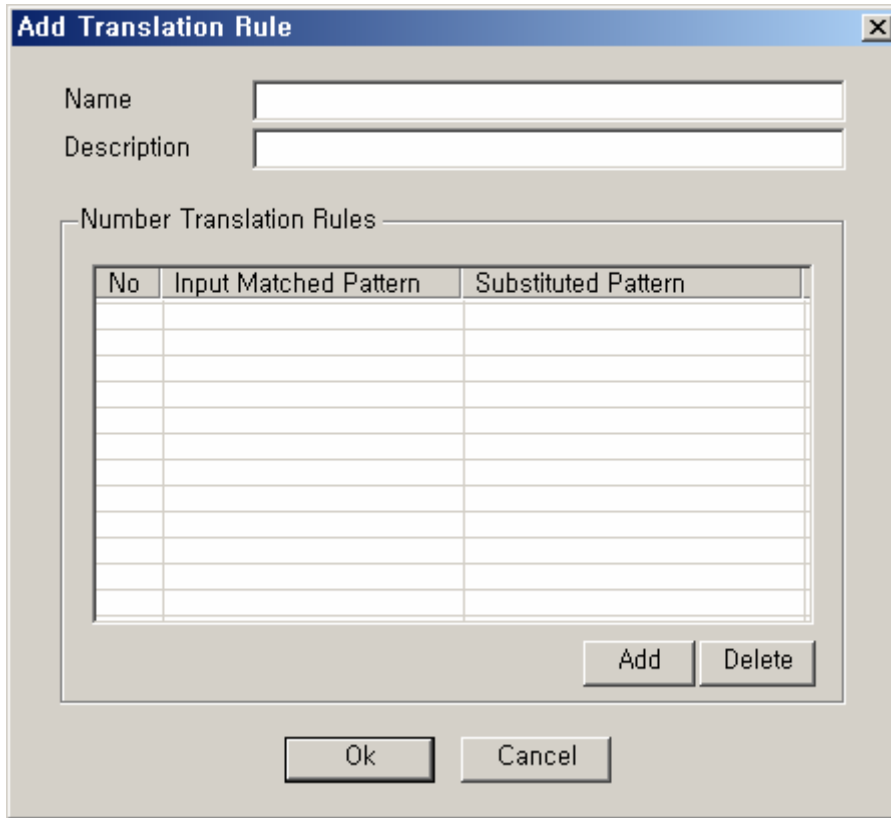 Add Translation Rule
Name
Description
Number Translation Rules
No Input Matched Pattern Substituted Pattern
Add Delete
Ok Cancel